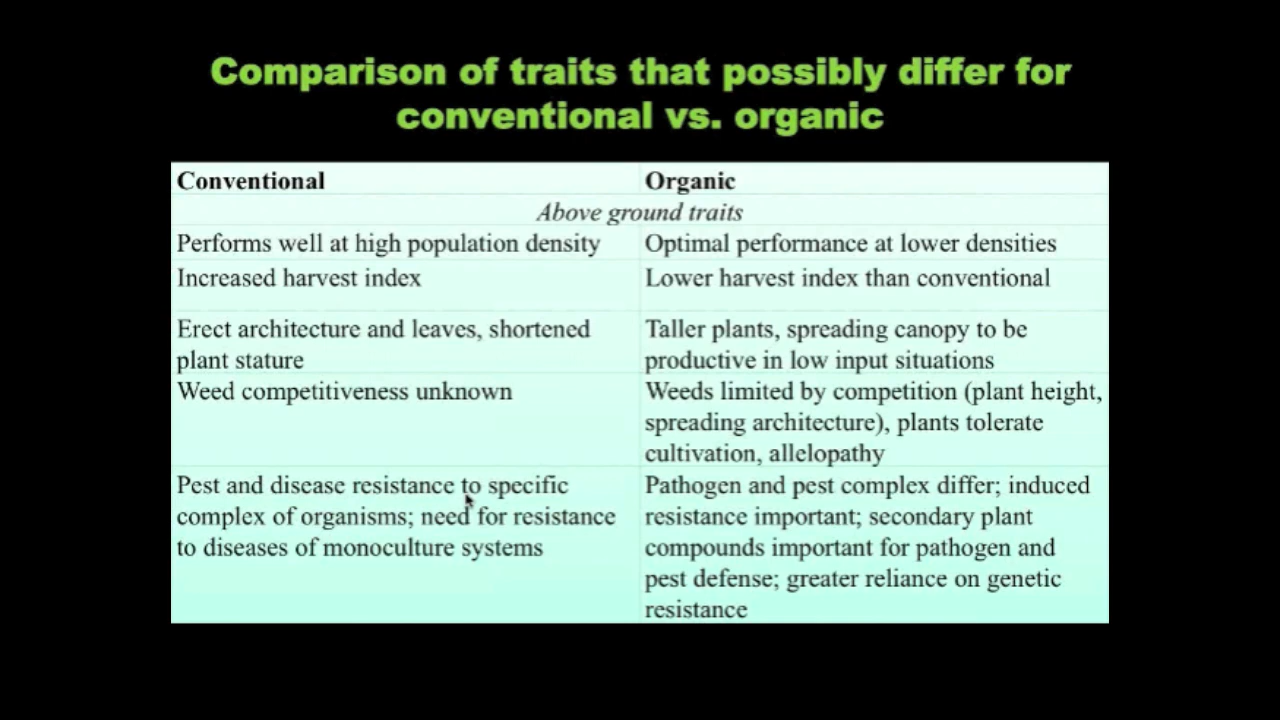 Comparison of traits that possibly differ for
conventional vs. organic
Conventional
Organic
Above ground traits
Performs well at high population density
Optimal performance at lower densities
Increased harvest index
Lower harvest index than conventional
Erect architecture and leaves, shortened
plant stature
Taller plants, spreading canopy to be
productive in low input situations
Weed competitiveness unknown
Weeds limited by competition (plant height,
spreading architecture), plants tolerate
cultivation, allelopathy
Pest and disease resistance to specific
complex of organisms; need for resistance
to diseases of monoculture systems
Pathogen and pest complex differ; induced
resistance important; secondary plant
compounds important for pathogen and
pest defense; greater reliance on genetic
resistance